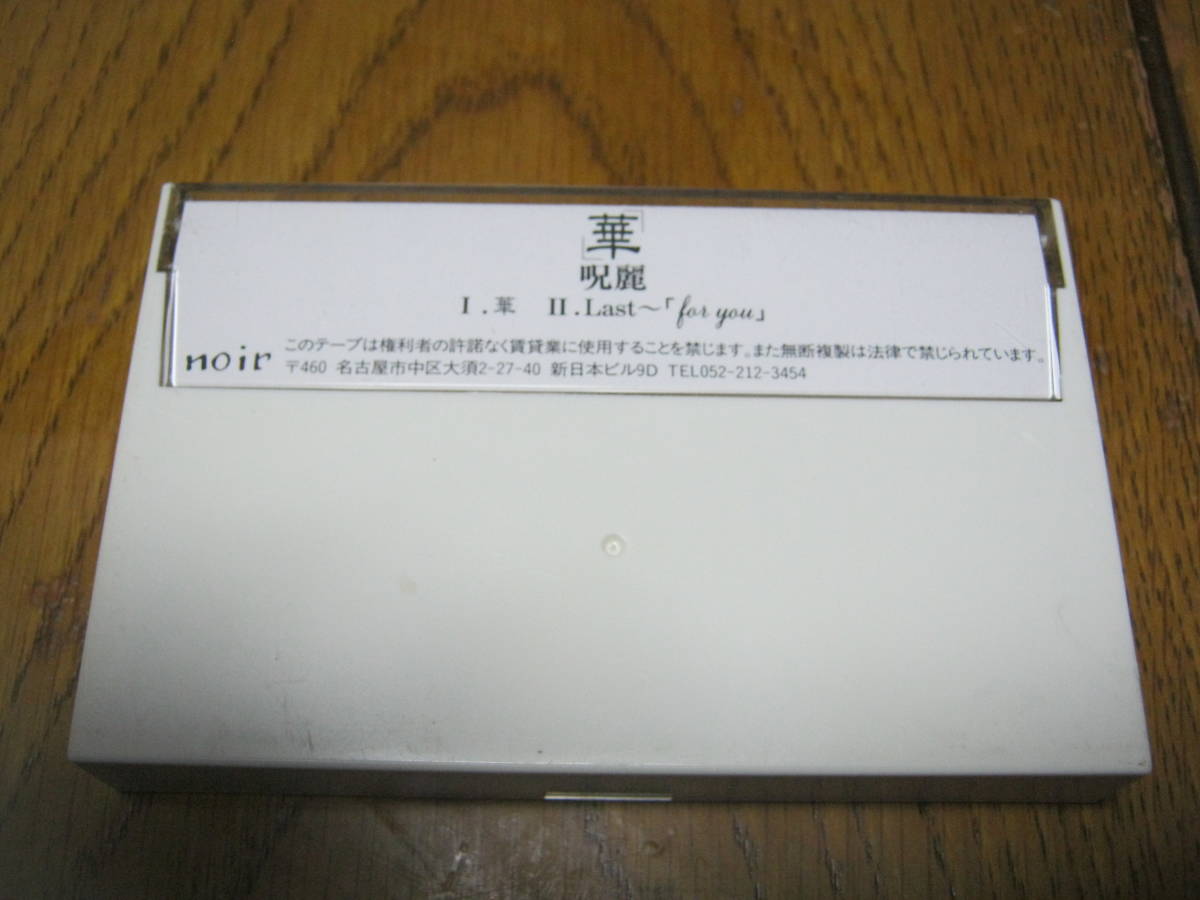 「華」
呪麗
I.華 II.Last～「for you」
このテープは権利者の許諾なく賃貸業に使用することを禁じます。また無断複製は法律で禁じられています。
noir 〒460 名古屋市中区大須2-27-40 新日本ビル9D TEL052-212-3454